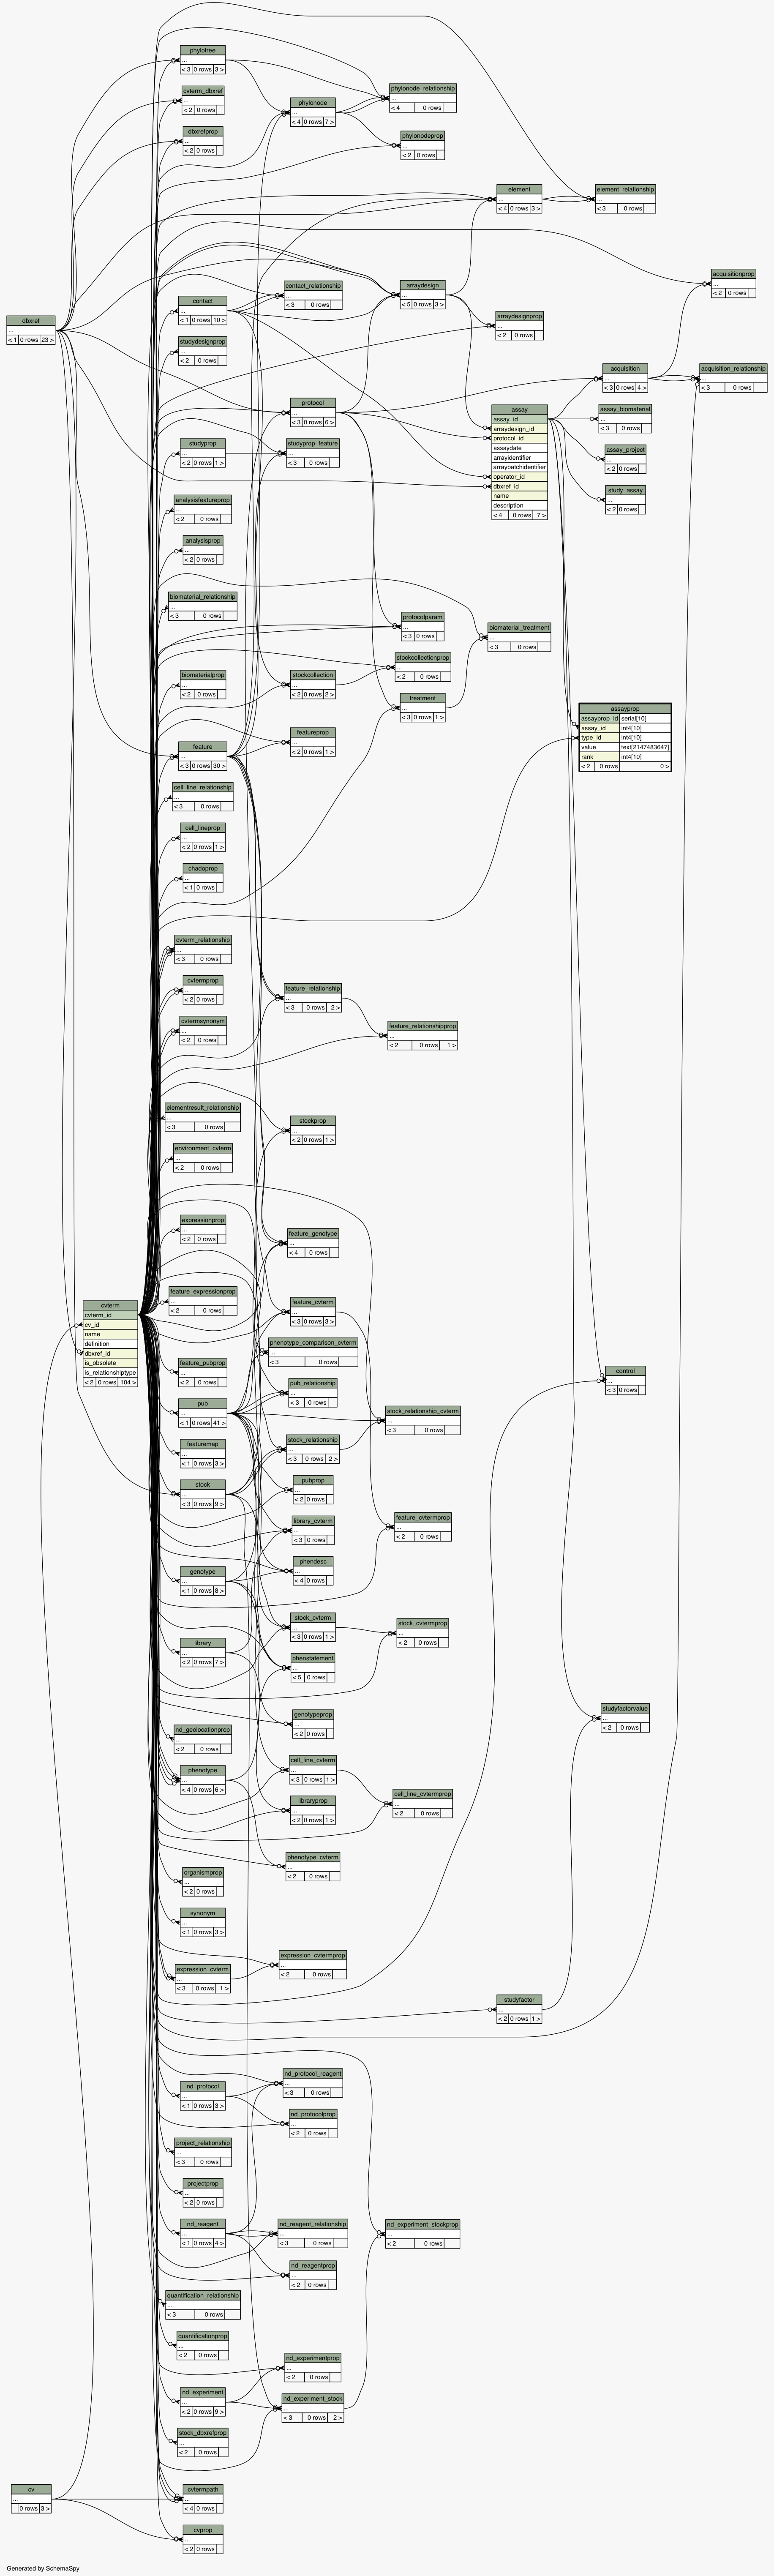 phylotree
...
< 3 0 rows 3 >
cvterm_dbxref
...
< 2 0 rows
dbxrefprop
...
< 2 0 rows
phylonode
...
< 4 0 rows 7 >
phylonode_relationship
...
< 4 0 rows
phylonodeprop
...
< 2 0 rows
element
...
< 4 0 rows 3 >
element_relationship
...
< 3 0 rows
acquisitionprop
...
< 2 0 rows
contact_relationship
...
< 3 0 rows
arraydesign
...
< 5 0 rows 3 >
contact
...
< 1 0 rows 10 >
arraydesignprop
...
< 2 0 rows
dbxref
...
< 1 0 rows 23 >
studydesignprop
...
< 2 0 rows
acquisition
...
< 3 0 rows 4 >
acquisition_relationship
...
< 3 0 rows
protocol
...
< 3 0 rows 6 >
assay
assay_id
arraydesign_id
protocol_id
assaydate
arrayidentifier
arraybatchidentifier
operator_id
dbxref_id
name
description
< 4 0 rows 7 >
assay_biomaterial
...
< 3 0 rows
studyprop
...
< 2 0 rows 1 >
studyprop_feature
...
< 3 0 rows
assay_project
...
< 2 0 rows
study_assay
...
< 2 0 rows
analysisfeatureprop
...
< 2 0 rows
analysisprop
...
< 2 0 rows
biomaterial_relationship
...
< 3 0 rows
protocolparam
...
< 3 0 rows
biomaterial_treatment
...
< 3 0 rows
stockcollectionprop
...
< 2 0 rows
biomaterialprop
...
< 2 0 rows
stockcollection
...
< 2 0 rows 2 >
treatment
...
< 3 0 rows 1 >
assayprop
assayprop_id serial[10]
assay_id int4[10]
type_id int4[10]
value text[2147483647]
rank int4[10]
< 2 0 rows 0 >
featureprop
...
< 2 0 rows 1 >
feature
...
< 3 0 rows 30 >
cell_line_relationship
...
< 3 0 rows
cell_lineprop
...
< 2 0 rows 1 >
chadoprop
...
< 1 0 rows
cvterm_relationship
...
< 3 0 rows
cvtermprop
...
< 2 0 rows
feature_relationship
...
< 3 0 rows 2 >
cvtermsynonym
...
< 2 0 rows
feature_relationshipprop
...
< 2 0 rows 1 >
elementresult_relationship
...
< 3 0 rows
stockprop
...
< 2 0 rows 1 >
environment_cvterm
...
< 2 0 rows
expressionprop
...
< 2 0 rows
feature_genotype
...
< 4 0 rows
feature_expressionprop
...
< 2 0 rows
feature_cvterm
...
< 3 0 rows 3 >
cvterm
cvterm_id
cv_id
name
definition
dbxref_id
is_obsolete
is_relationshiptype
< 2 0 rows 104 >
phenotype_comparison_cvterm
...
< 3 0 rows
feature_pubprop
...
< 2 0 rows
control
...
< 3 0 rows
pub_relationship
...
< 3 0 rows
pub
...
< 1 0 rows 41 >
stock_relationship_cvterm
...
< 3 0 rows
featuremap
...
< 1 0 rows 3 >
stock_relationship
...
< 3 0 rows 2 >
stock
...
< 3 0 rows 9 >
pubprop
...
< 2 0 rows
library_cvterm
...
< 3 0 rows
feature_cvtermprop
...
< 2 0 rows
genotype
...
< 1 0 rows 8 >
phendesc
...
< 4 0 rows
stock_cvterm
...
< 3 0 rows 1 >
stock_cvtermprop
...
< 2 0 rows
library
...
< 2 0 rows 7 >
phenstatement
...
< 5 0 rows
genotypeprop
...
< 2 0 rows
studyfactorvalue
...
< 2 0 rows
nd_geolocationprop
...
< 2 0 rows
phenotype
...
< 4 0 rows 6 >
cell_line_cvterm
...
< 3 0 rows 1 >
cell_line_cvtermprop
...
< 2 0 rows
libraryprop
...
< 2 0 rows 1 >
phenotype_cvterm
...
< 2 0 rows
organismprop
...
< 2 0 rows
synonym
...
< 1 0 rows 3 >
expression_cvterm
...
< 3 0 rows 1 >
expression_cvtermprop
...
< 2 0 rows
studyfactor
...
< 2 0 rows 1 >
nd_protocol
...
< 1 0 rows 3 >
nd_protocol_reagent
...
< 3 0 rows
nd_protocolprop
...
< 2 0 rows
project_relationship
...
< 3 0 rows
projectprop
...
< 2 0 rows
nd_reagent
...
< 1 0 rows 4 >
nd_reagent_relationship
...
< 3 0 rows
nd_experiment_stockprop
...
< 2 0 rows
nd_reagentprop
...
< 2 0 rows
quantification_relationship
...
< 3 0 rows
quantificationprop
...
< 2 0 rows
nd_experimentprop
...
< 2 0 rows
nd_experiment
...
< 2 0 rows 9 >
nd_experiment_stock
...
< 3 0 rows 2 >
stock_dbxrefprop
...
< 2 0 rows
cv
...
0 rows 3 >
cvtermpath
...
< 4 0 rows
cvprop
...
< 2 0 rows
Generated by SchemaSpy